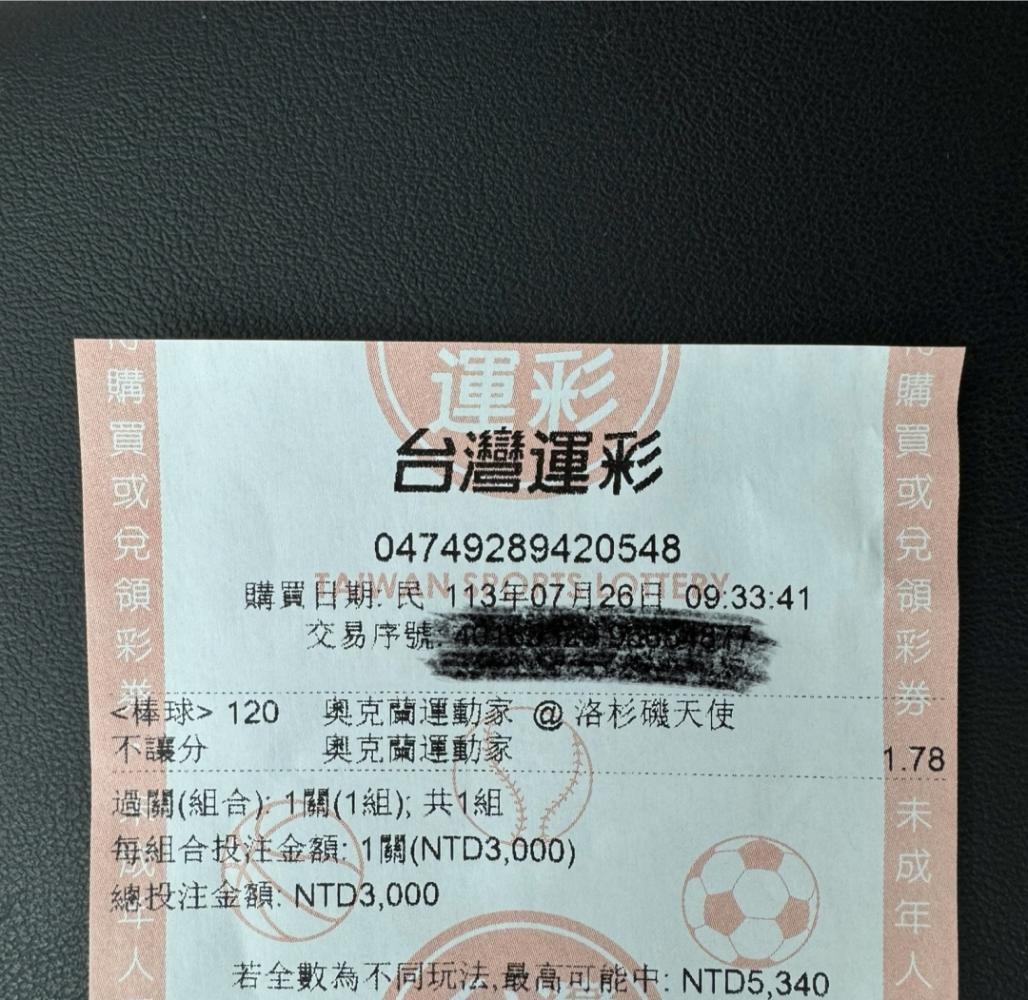 運彩
台灣運彩
04749289420548
TAIWAN SPORTS LOTTERY
購買日期: 民 113年07月26日 09:33:41
交易序號:
<棒球> 120 奧克蘭運動家 @ 洛杉磯天使
不讓分 奧克蘭運動家 1.78
過關(組合): 1關(1組); 共1組
每組合投注金額: 1關(NTD3,000)
總投注金額: NTD3,000
若全數為不同玩法,最高可能中: NTD5,340
購買或兌領彩券
未成年人
購買或兌領彩券
未成年人